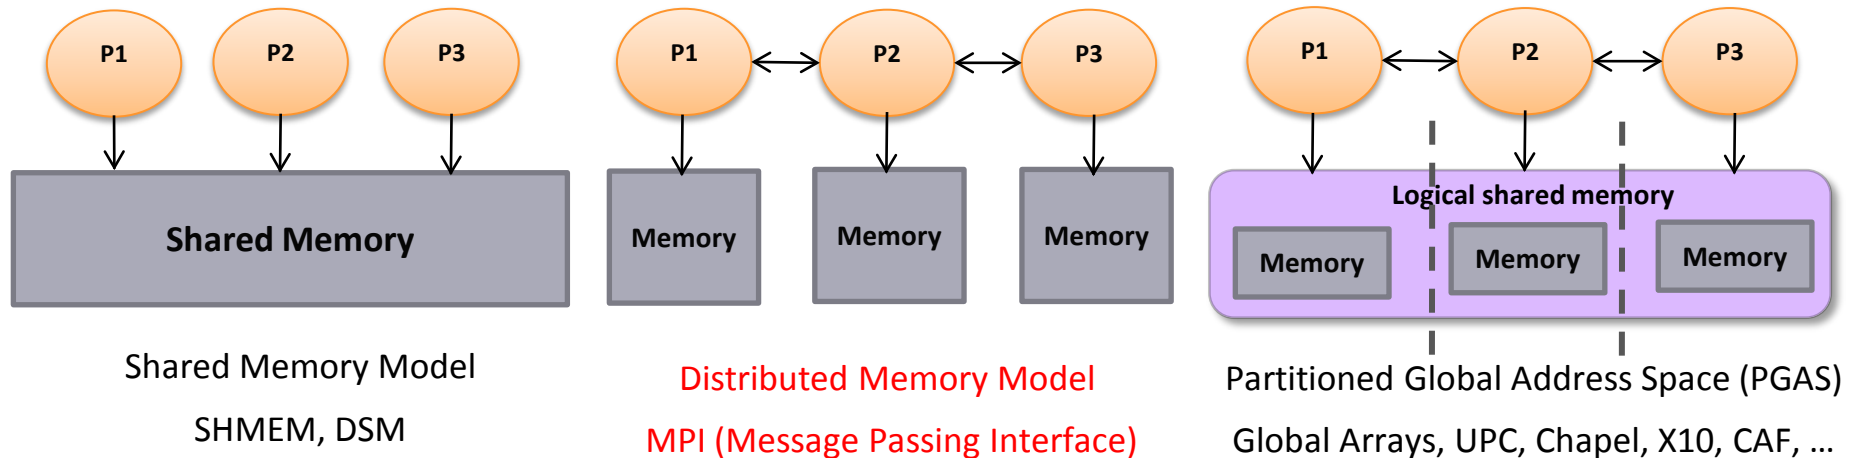 P1
P2
P3
Shared Memory
Shared Memory Model
SHMEM, DSM
P1
P2
P3
Memory
Memory
Memory
Distributed Memory Model
MPI (Message Passing Interface)
P1
P2
P3
Logical shared memory
Memory
Memory
Memory
Partitioned Global Address Space (PGAS)
Global Arrays, UPC, Chapel, X10, CAF, …